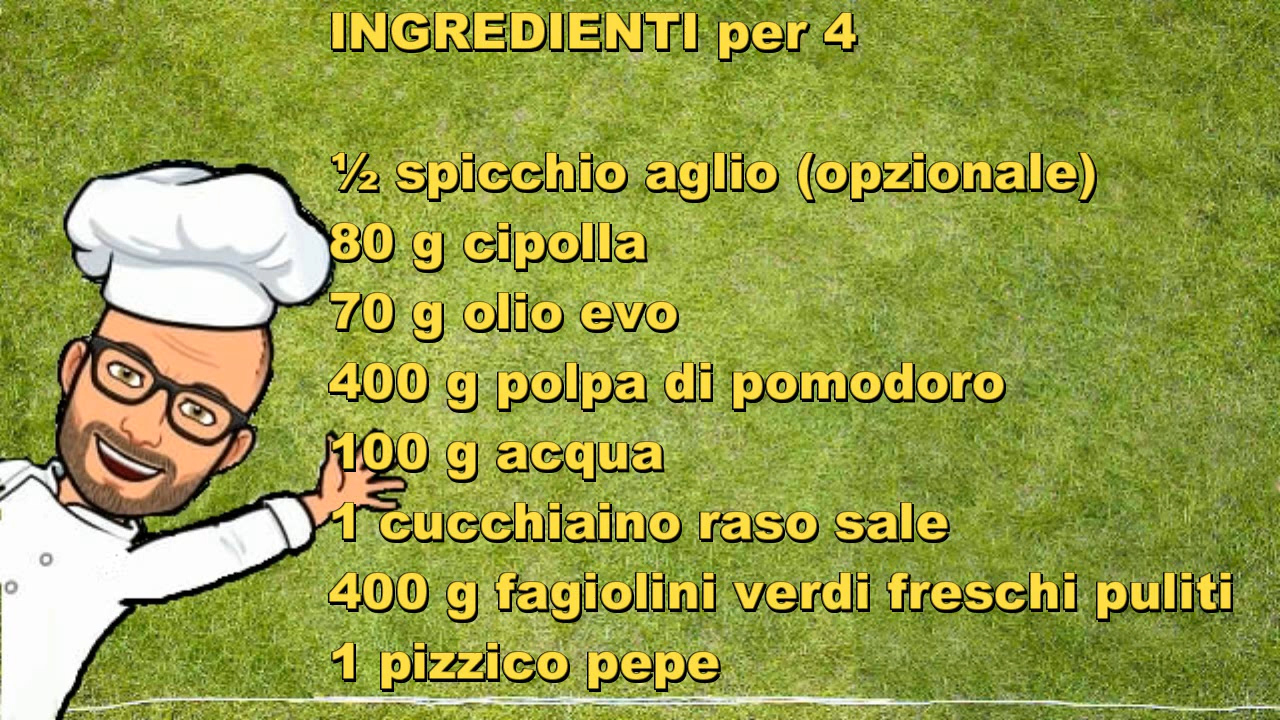 INGREDIENTI per 4
½ spicchio aglio (opzionale)
80 g cipolla
70 g olio evo
400 g polpa di pomodoro
100 g acqua
1 cucchiaino raso sale
400 g fagiolini verdi freschi puliti
1 pizzico pepe